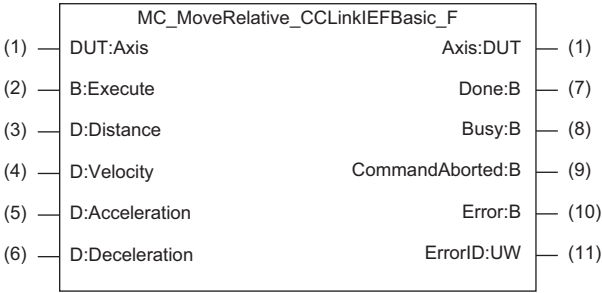 MC_MoveRelative_CCLinkIEFBasic_F
(1) DUT:Axis Axis:DUT (1)
(2) B:Execute Done:B (7)
(3) D:Distance Busy:B (8)
(4) D:Velocity CommandAborted:B (9)
(5) D:Acceleration Error:B (10)
(6) D:Deceleration ErrorID:UW (11)